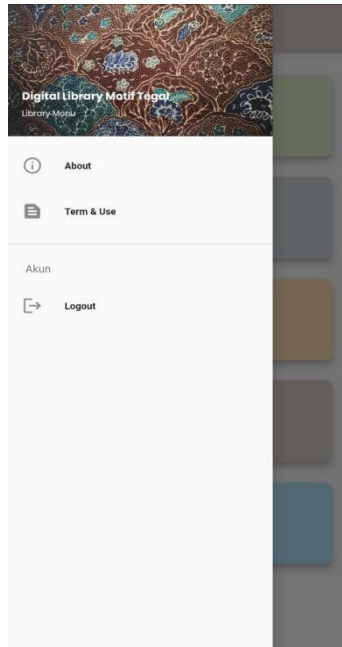 Digital Library Motif Tegal
Library Menu
About
Term & Use
Akun
Logout